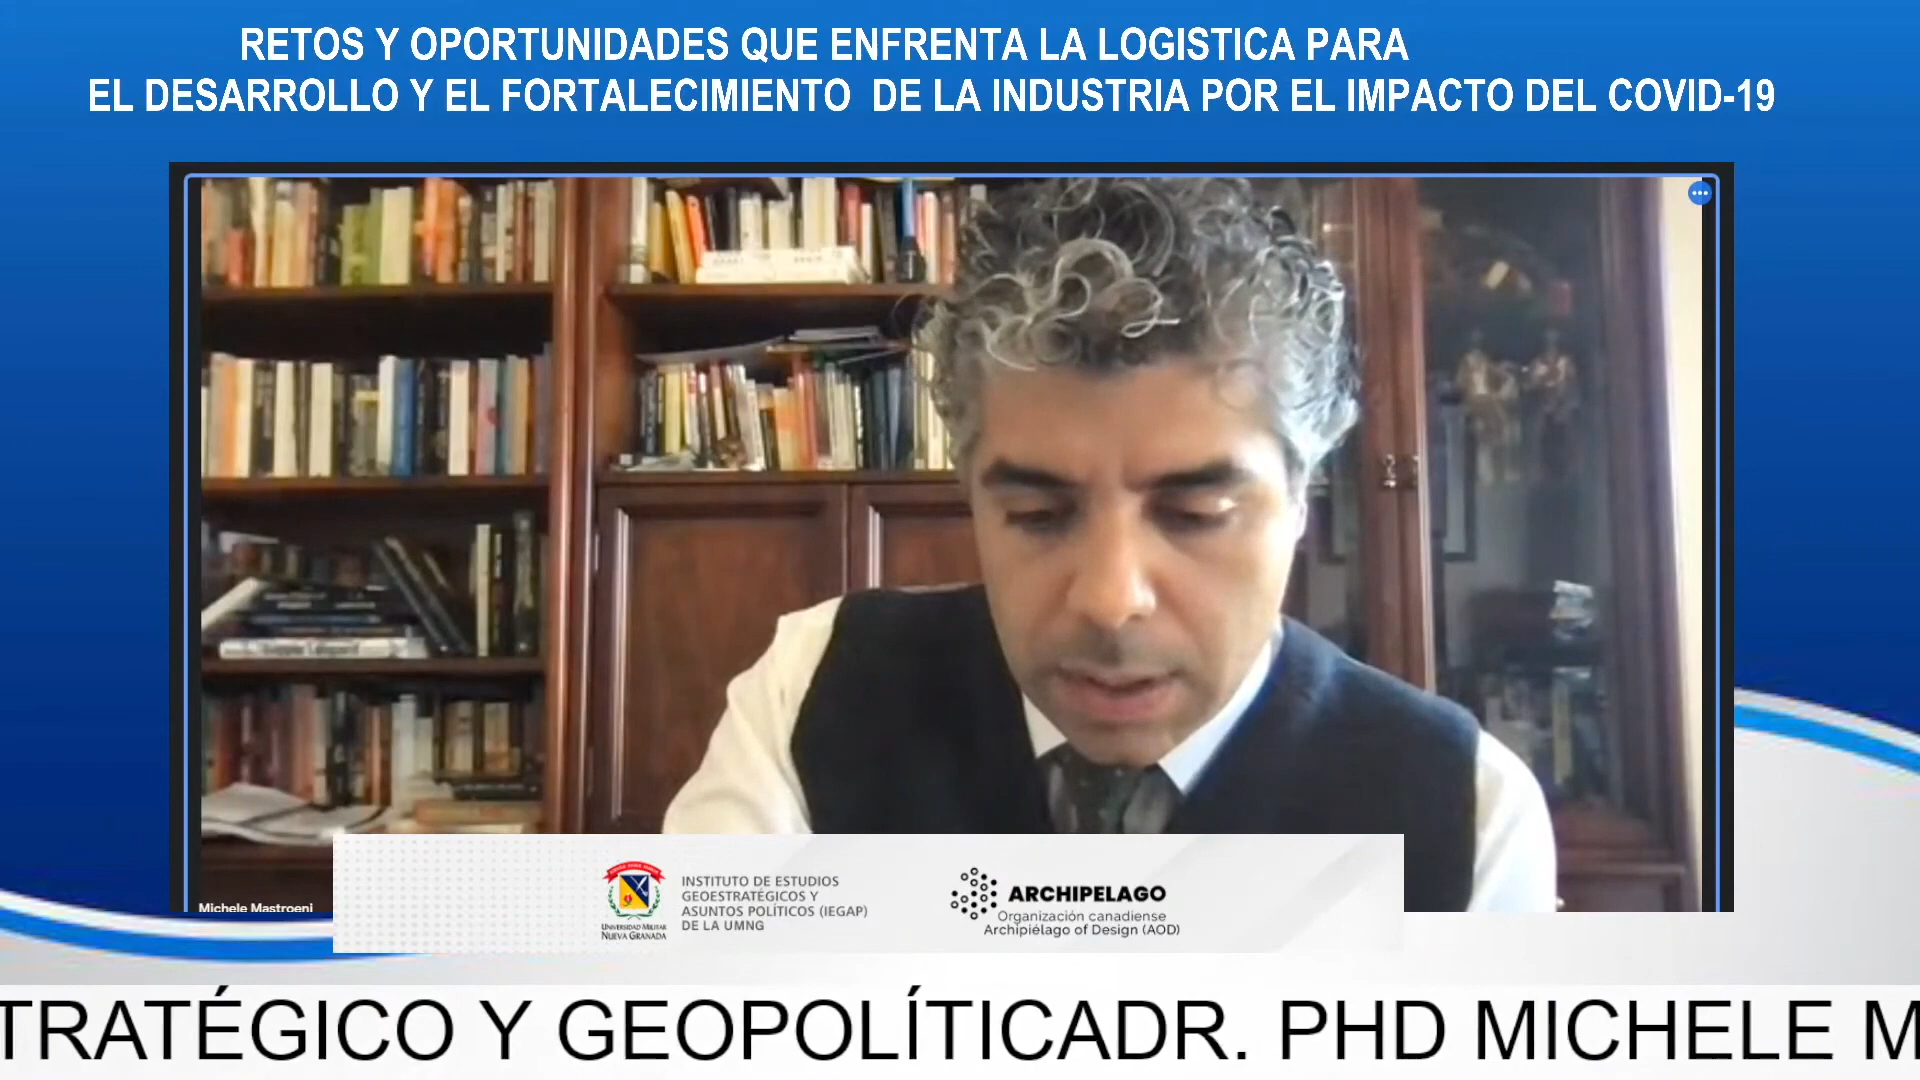 RETOS Y OPORTUNIDADES QUE ENFRENTA LA LOGISTICA PARA
EL DESARROLLO Y EL FORTALECIMIENTO DE LA INDUSTRIA POR EL IMPACTO DEL COVID-19
Michele Mastroeni
UNIVERSIDAD MILITAR
NUEVA GRANADA
INSTITUTO DE ESTUDIOS
GEOESTRATÉGICOS Y
ASUNTOS POLÍTICOS (IEGAP)
DE LA UMNG
ARCHIPELAGO
Organización canadiense
Archipiélago of Design (AOD)
TRATÉGICO Y GEOPOLÍTICADR. PHD MICHELE M